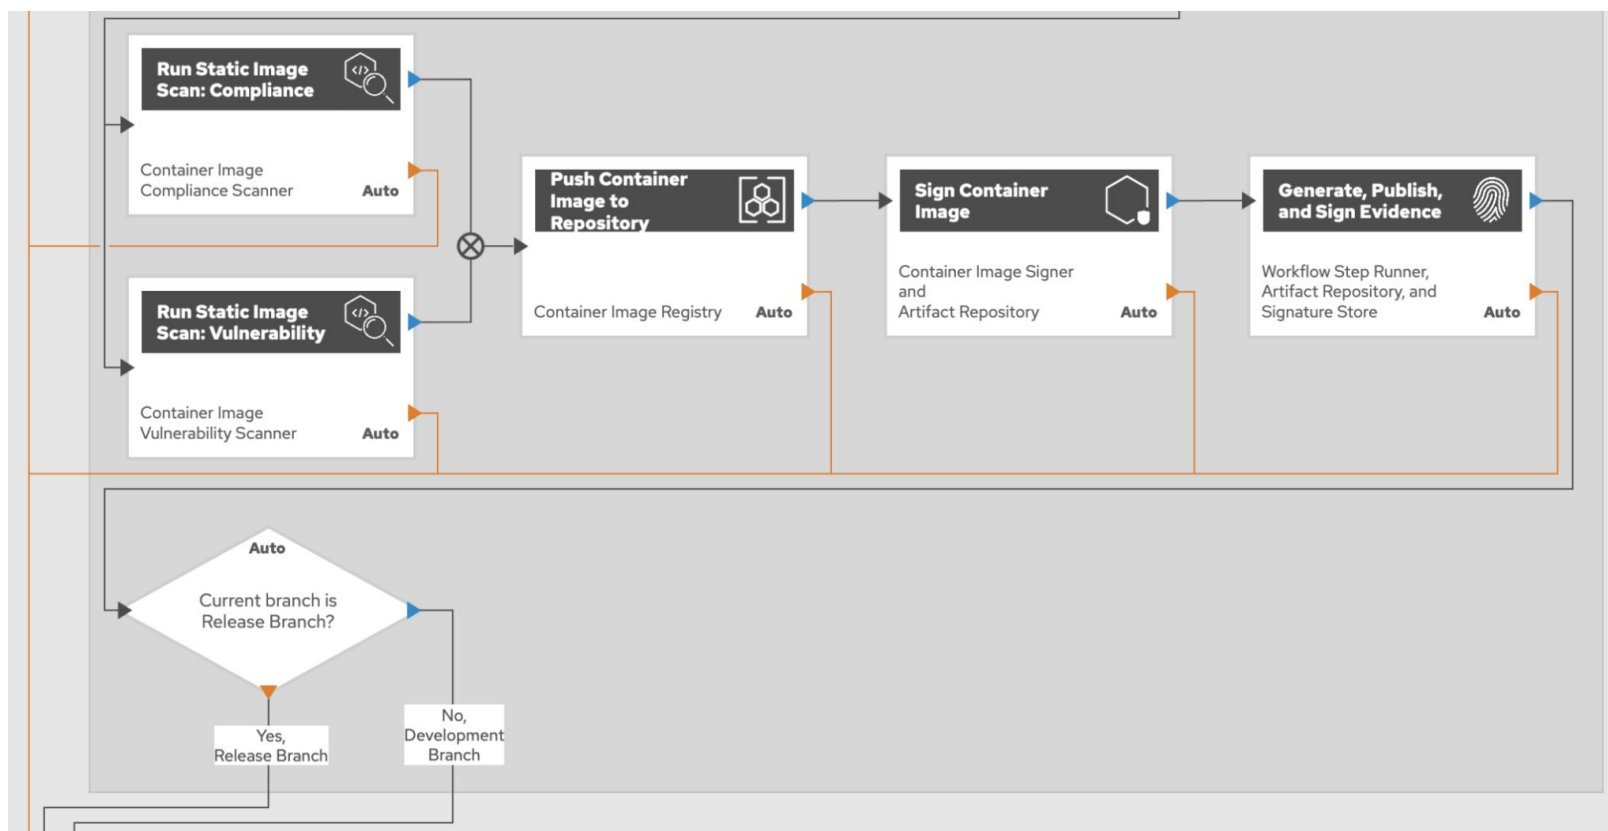 Run Static Image
Scan: Compliance
Container Image
Compliance Scanner
Auto
Run Static Image
Scan: Vulnerability
Container Image
Vulnerability Scanner
Auto
Push Container
Image to
Repository
Container Image Registry
Auto
Sign Container
Image
Container Image Signer
and
Artifact Repository
Auto
Generate, Publish,
and Sign Evidence
Workflow Step Runner,
Artifact Repository, and
Signature Store
Auto
Auto
Current branch is
Release Branch?
Yes,
Release Branch
No,
Development
Branch